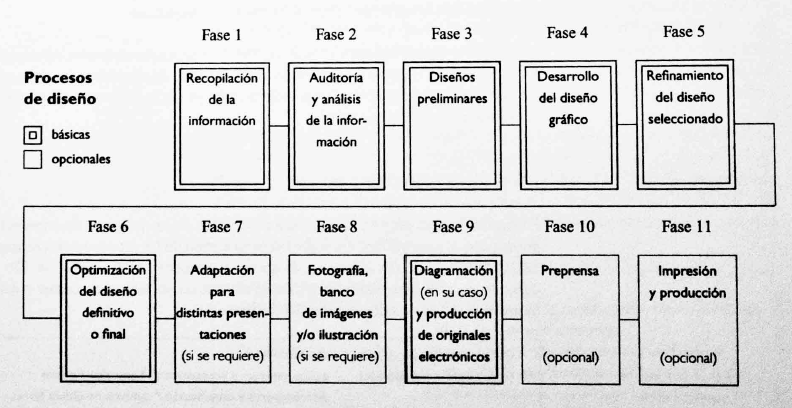 Fase 1
Fase 2
Fase 3
Fase 4
Fase 5
Procesos
de diseño
básicas
opcionales
Recopilación
de la
información
Auditoría
y análisis
de la infor-
mación
Diseños
preliminares
Desarrollo
del diseño
gráfico
Refinamiento
del diseño
seleccionado
Fase 6
Fase 7
Fase 8
Fase 9
Fase 10
Fase 11
Optimización
del diseño
definitivo
o final
Adaptación
para
distintas presen-
taciones
(si se requiere)
Fotografía,
banco
de imágenes
y/o ilustración
(si se requiere)
Diagramación
(en su caso)
y producción
de originales
electrónicos
Preprensa
(opcional)
Impresión
y producción
(opcional)